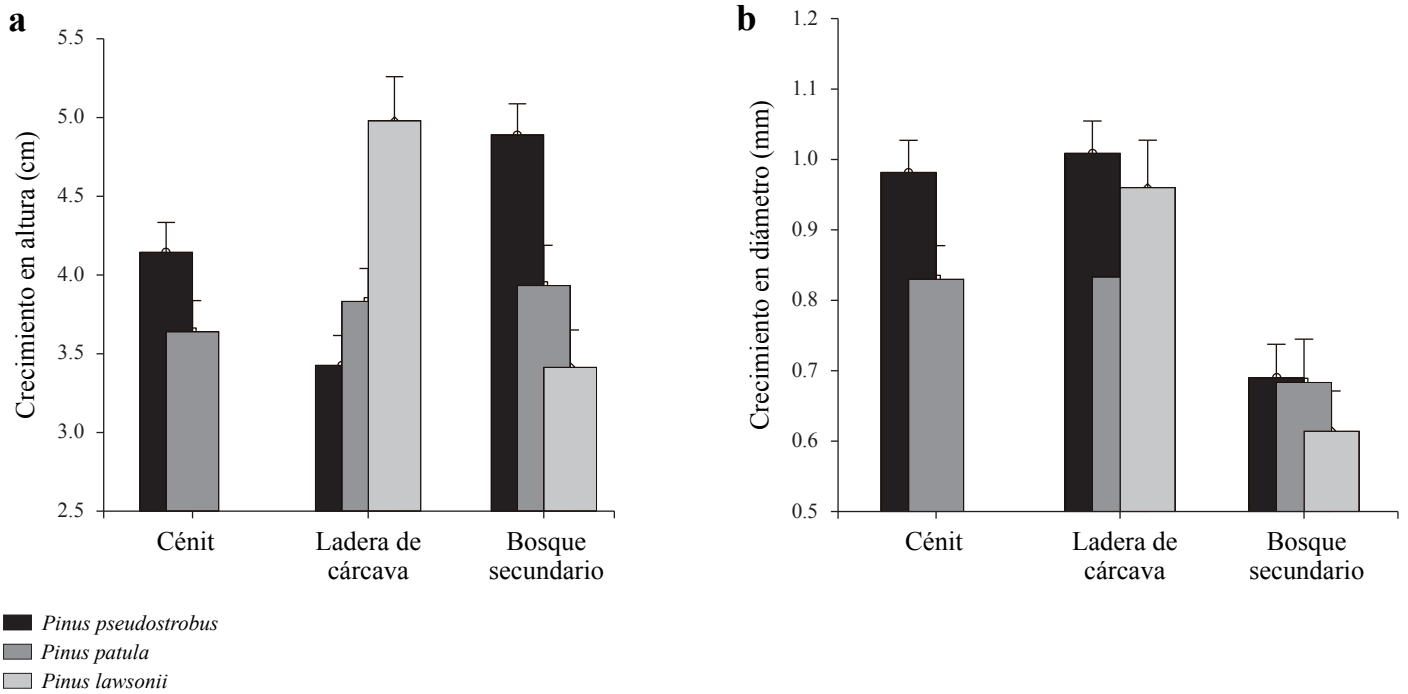 a
Crecimiento en altura (cm)
5.5
5.0
4.5
4.0
3.5
3.0
2.5
Cénit
Ladera de
cárcava
Bosque
secundario
b
Crecimiento en diámetro (mm)
1.2
1.1
1.0
0.9
0.8
0.7
0.6
0.5
Cénit
Ladera de
cárcava
Bosque
secundario
Pinus pseudostrobus
Pinus patula
Pinus lawsonii